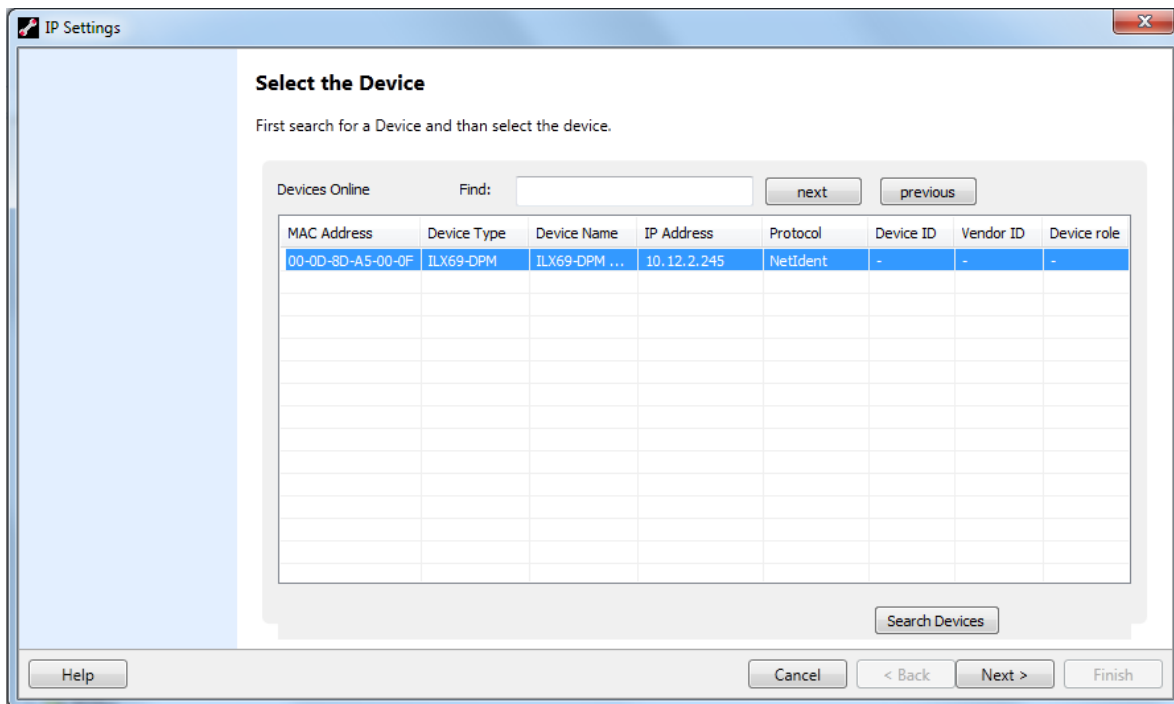 IP Settings
Select the Device
First search for a Device and than select the device.
Devices Online Find: next previous
MAC Address Device Type Device Name IP Address Protocol Device ID Vendor ID Device role
00-0D-8D-A5-00-0F ILX69-DPM ILX69-DPM ... 10.12.2.245 NetIdent - - -
Search Devices
Help Cancel < Back Next > Finish